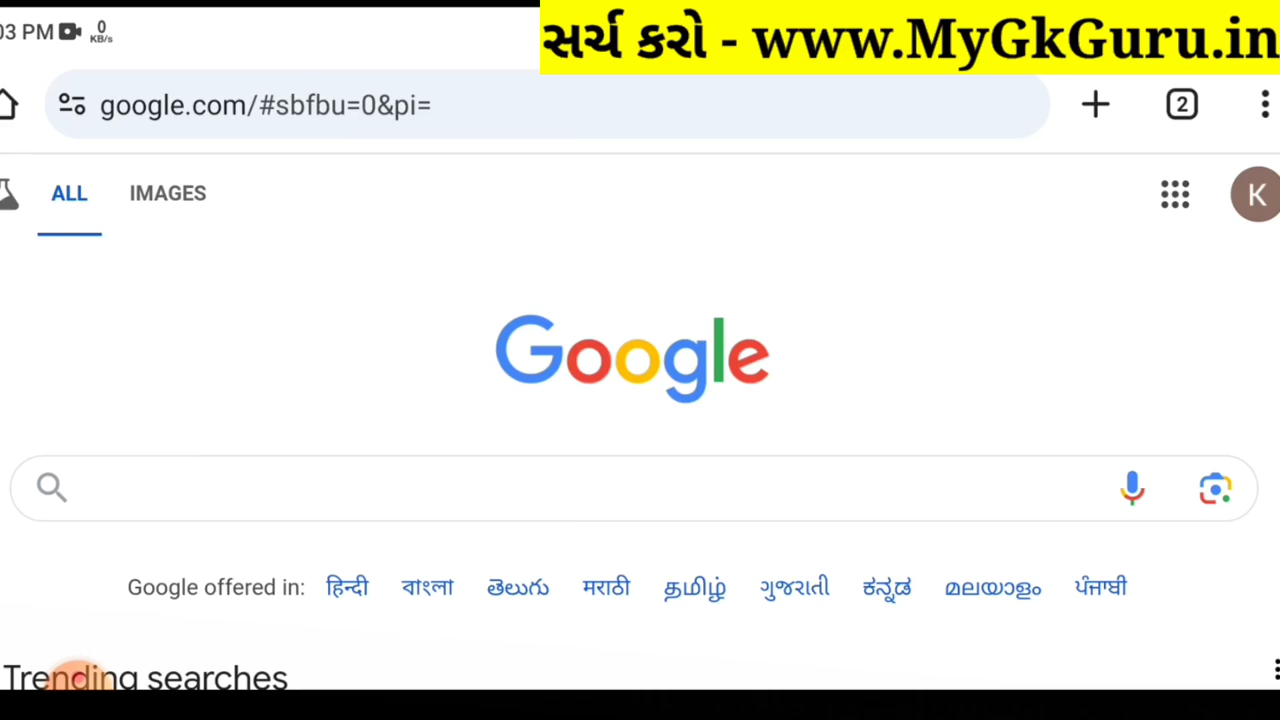 03 PM 0 KB/s
સર્ચ કરો - www.MyGkGuru.in
google.com/#sbfbu=0&pi=
2
ALL IMAGES
K
Google
Google offered in: हिन्दी বাংলা తెలుగు मराठी தமிழ் ગુજરાતી ಕನ್ನಡ മലയാളം ਪੰਜਾਬੀ
Trending searches